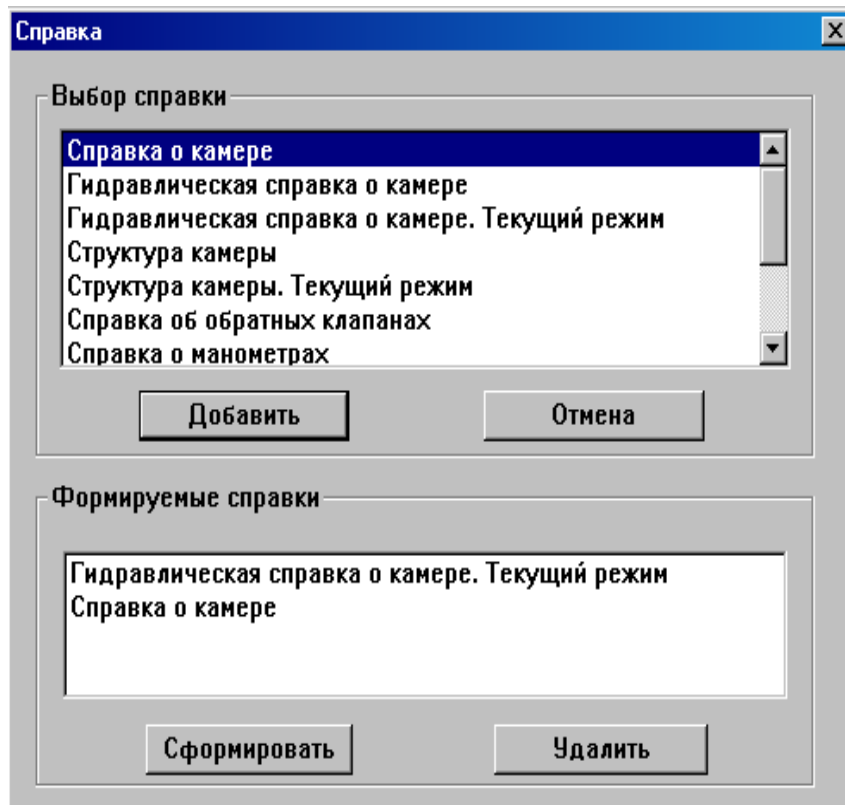 Справка
Выбор справки
Справка о камере
Гидравлическая справка о камере
Гидравлическая справка о камере. Текущий режим
Структура камеры
Структура камеры. Текущий режим
Справка об обратных клапанах
Справка о манометрах
Добавить Отмена
Формируемые справки
Гидравлическая справка о камере. Текущий режим
Справка о камере
Сформировать Удалить